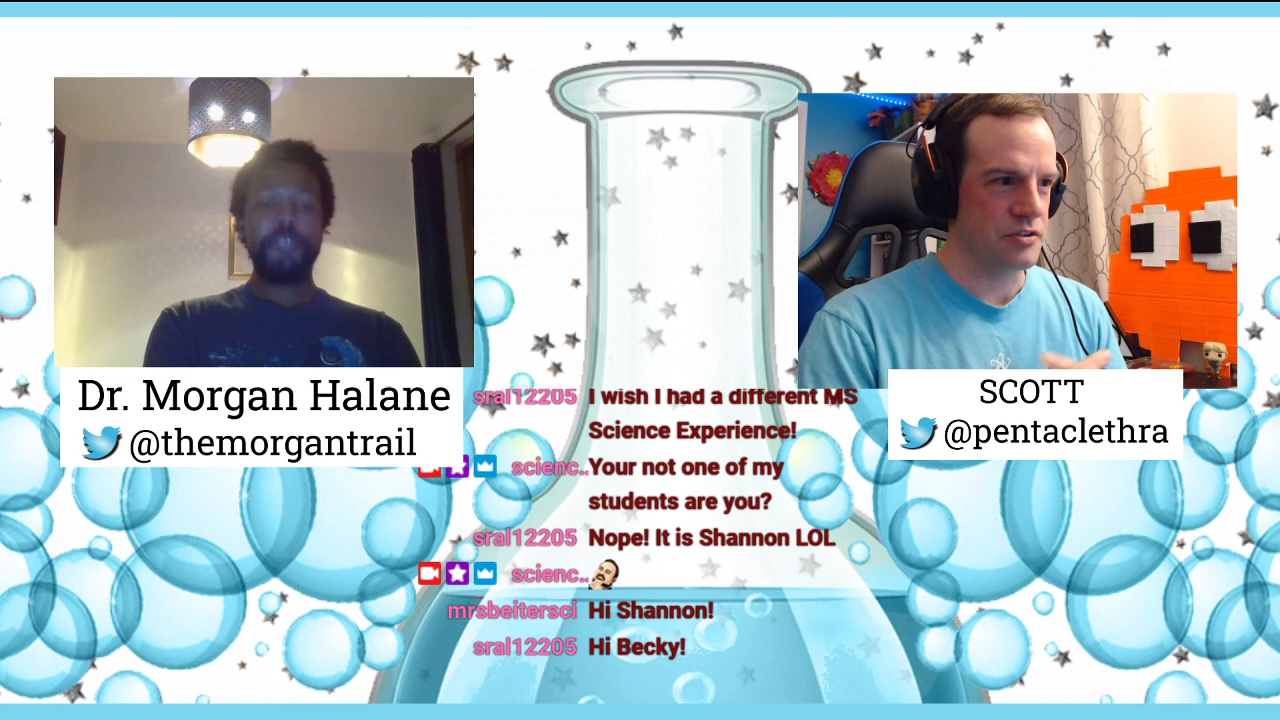 Dr. Morgan Halane
@themorgantrail
SCOTT
@pentaclethra
sral12205 I wish I had a different MS
Science Experience!
scienc.. Your not one of my
students are you?
sral12205 Nope! It is Shannon LOL
scienc..
mrsbeitersci Hi Shannon!
sral12205 Hi Becky!